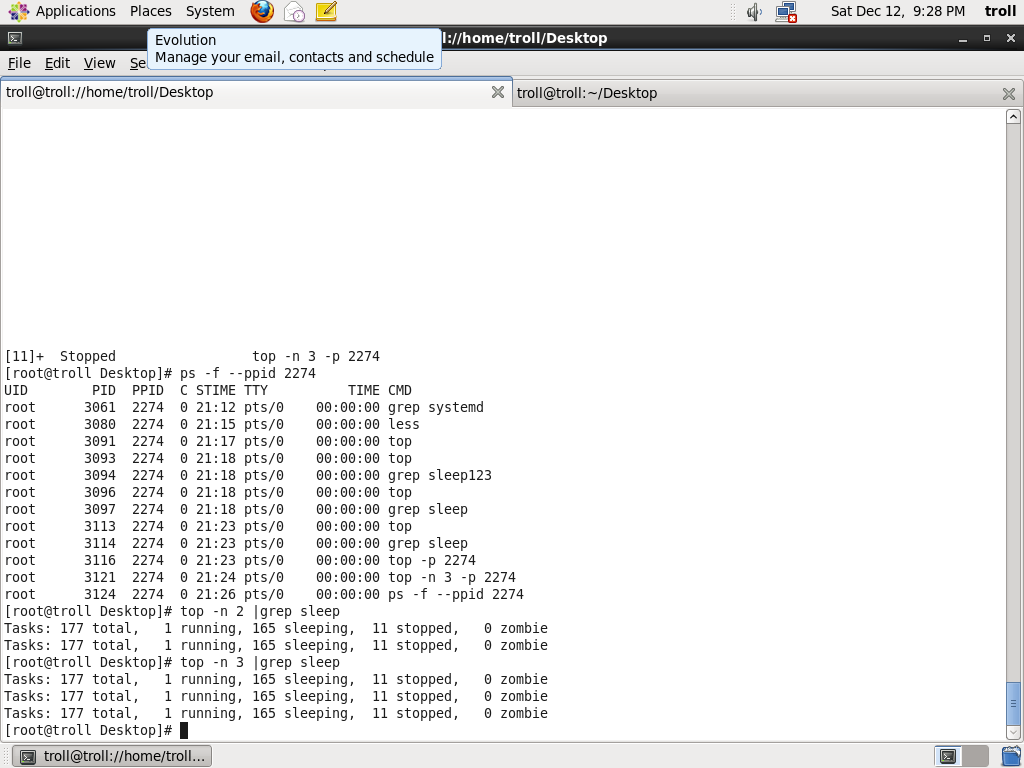 Applications Places System Sat Dec 12, 9:28 PM troll
Evolution
Manage your email, contacts and schedule
l://home/troll/Desktop
File Edit View Se
troll@troll://home/troll/Desktop troll@troll:~/Desktop
[11]+  Stopped                 top -n 3 -p 2274
[root@troll Desktop]# ps -f --ppid 2274
UID        PID  PPID  C STIME TTY          TIME CMD
root      3061  2274  0 21:12 pts/0    00:00:00 grep systemd
root      3080  2274  0 21:15 pts/0    00:00:00 less
root      3091  2274  0 21:17 pts/0    00:00:00 top
root      3093  2274  0 21:18 pts/0    00:00:00 top
root      3094  2274  0 21:18 pts/0    00:00:00 grep sleep123
root      3096  2274  0 21:18 pts/0    00:00:00 top
root      3097  2274  0 21:18 pts/0    00:00:00 grep sleep
root      3113  2274  0 21:23 pts/0    00:00:00 top
root      3114  2274  0 21:23 pts/0    00:00:00 grep sleep
root      3116  2274  0 21:23 pts/0    00:00:00 top -p 2274
root      3121  2274  0 21:24 pts/0    00:00:00 top -n 3 -p 2274
root      3124  2274  0 21:26 pts/0    00:00:00 ps -f --ppid 2274
[root@troll Desktop]# top -n 2 |grep sleep
Tasks: 177 total,   1 running, 165 sleeping,  11 stopped,   0 zombie
Tasks: 177 total,   1 running, 165 sleeping,  11 stopped,   0 zombie
[root@troll Desktop]# top -n 3 |grep sleep
Tasks: 177 total,   1 running, 165 sleeping,  11 stopped,   0 zombie
Tasks: 177 total,   1 running, 165 sleeping,  11 stopped,   0 zombie
Tasks: 177 total,   1 running, 165 sleeping,  11 stopped,   0 zombie
[root@troll Desktop]#
troll@troll://home/troll...